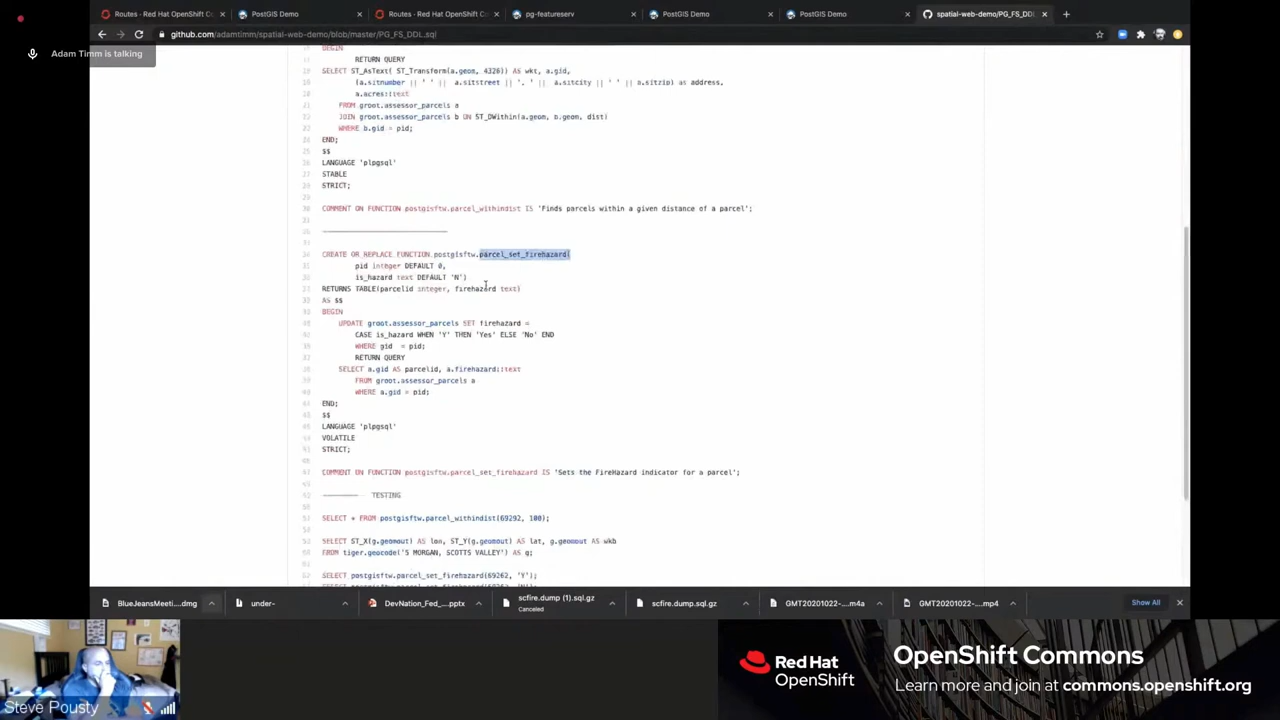 Routes · Red Hat OpenShift Co
PostGIS Demo
Routes · Red Hat OpenShift Co
pg-featureserv
PostGIS Demo
PostGIS Demo
spatial-web-demo/PG_FS_DDL.s
github.com/adamtimm/spatial-web-demo/blob/master/PG_FS_DDL.sql
Adam Timm is talking
BEGIN
RETURN QUERY
SELECT ST_AsText( ST_Transform(a.geom, 4326)) AS wkt, a.gid,
(a.sitnumber || ' ' || a.sitstreet || ', ' || a.sitcity || ' ' || a.sitzip) as address,
a.acres::text
FROM groot.assessor_parcels a
JOIN groot.assessor_parcels b ON ST_DWithin(a.geom, b.geom, dist)
WHERE b.gid = pid;
END;
$$
LANGUAGE 'plpgsql'
STABLE
STRICT;
COMMENT ON FUNCTION postgisftw.parcel_withindist IS 'Finds parcels within a given distance of a parcel';
CREATE OR REPLACE FUNCTION postgisftw.parcel_set_firehazard(
pid integer DEFAULT 0,
is_hazard text DEFAULT 'N')
RETURNS TABLE(parcelid integer, firehazard text)
AS $$
BEGIN
UPDATE groot.assessor_parcels SET firehazard =
CASE is_hazard WHEN 'Y' THEN 'Yes' ELSE 'No' END
WHERE gid = pid;
RETURN QUERY
SELECT a.gid AS parcelid, a.firehazard::text
FROM groot.assessor_parcels a
WHERE a.gid = pid;
END;
$$
LANGUAGE 'plpgsql'
VOLATILE
STRICT;
COMMENT ON FUNCTION postgisftw.parcel_set_firehazard IS 'Sets the FireHazard indicator for a parcel';
---------- TESTING
SELECT * FROM postgisftw.parcel_withindist(69292, 100);
SELECT ST_X(g.geomout) AS lon, ST_Y(g.geomout) AS lat, g.geomout AS wkb
FROM tiger.geocode('S MORGAN, SCOTTS VALLEY') AS g;
SELECT postgisftw.parcel_set_firehazard(69262, 'Y');
BlueJeansMeeti....dmg
under-
DevNation_Fed_....pptx
scfire.dump (1).sql.gz
Canceled
scfire.dump.sql.gz
GMT20201022-....m4a
GMT20201022-....mp4
Show All
Steve Pousty
Red Hat
OpenShift
OpenShift Commons
Learn more and join at commons.openshift.org